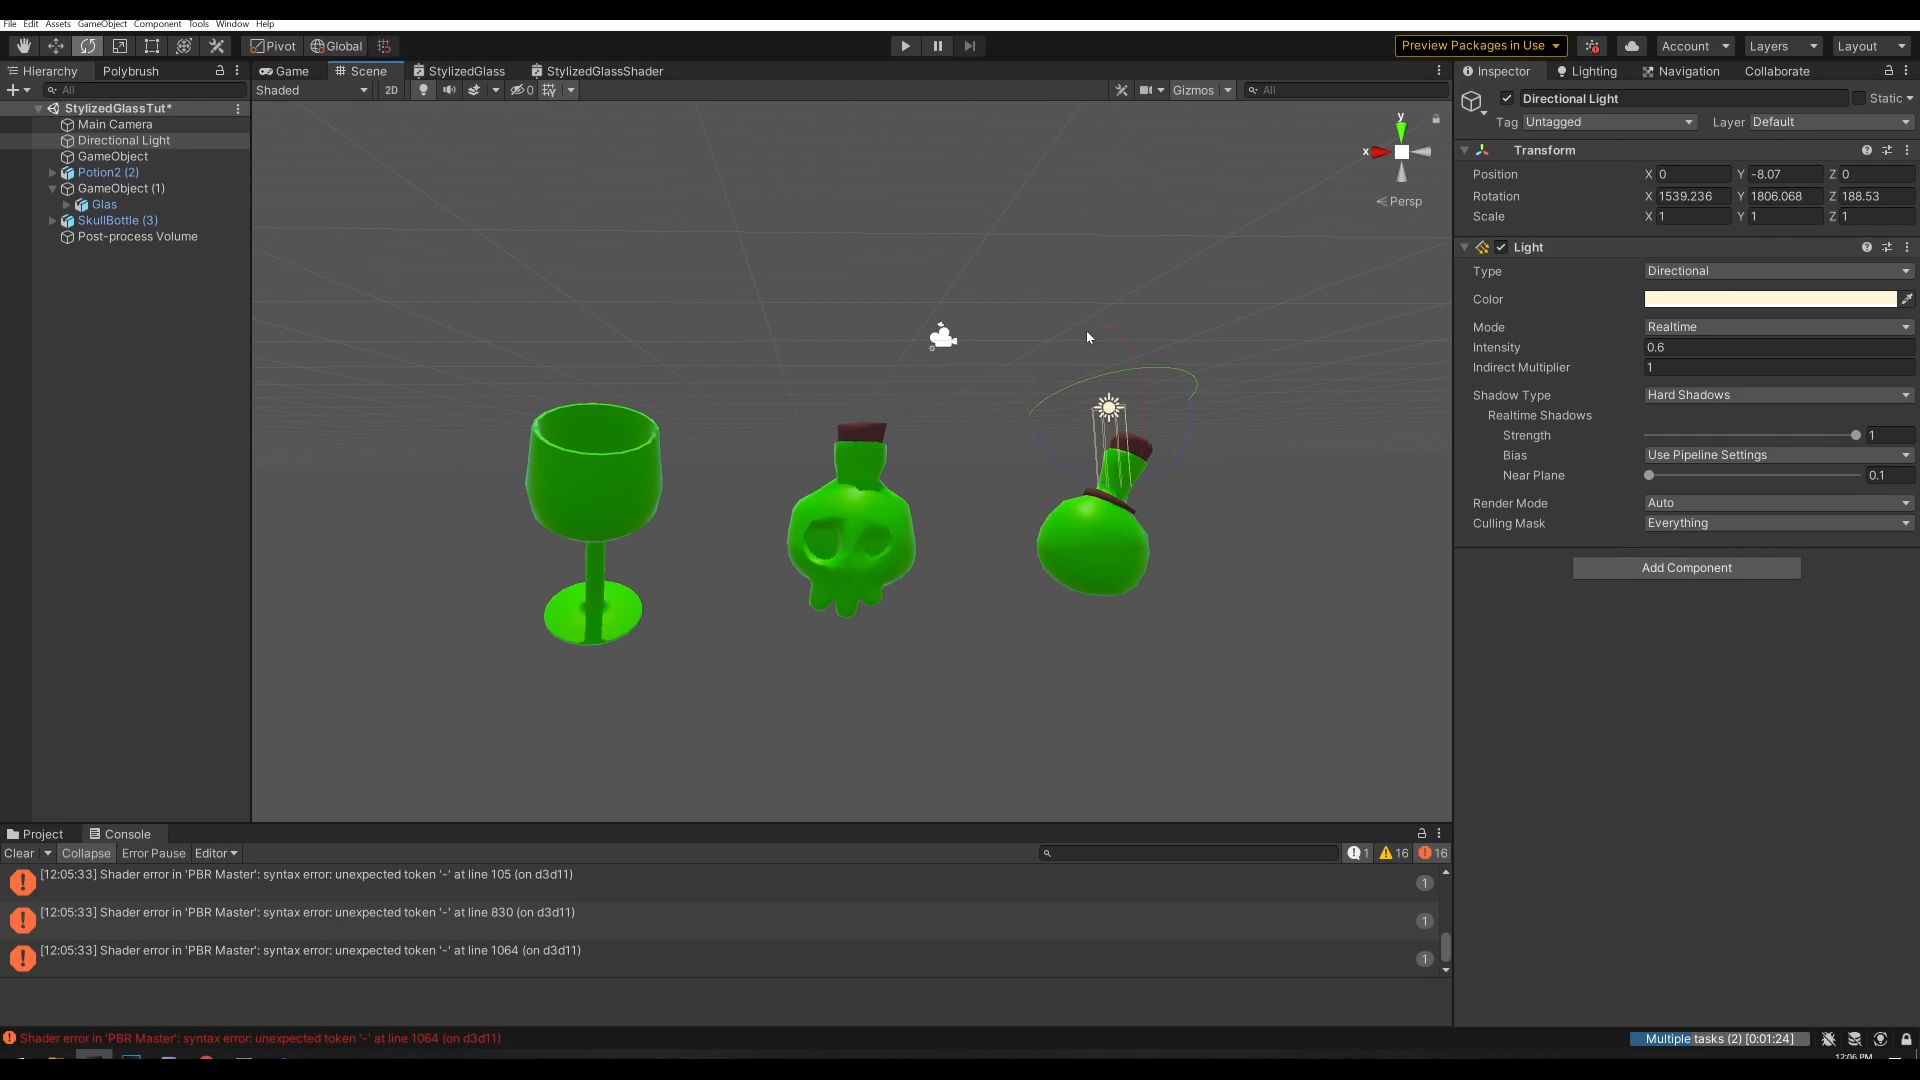 File Edit Assets GameObject Component Tools Window Help
Pivot Global Preview Packages in Use Account Layers Layout
Hierarchy Polybrush Game Scene StylizedGlass StylizedGlassShader Inspector Lighting Navigation Collaborate
All Shaded 2D 0 Gizmos All
StylizedGlassTut*
Main Camera
Directional Light
GameObject
Potion2 (2)
GameObject (1)
Glas
SkullBottle (3)
Post-process Volume
y
x
Persp
Directional Light Static
Tag Untagged Layer Default
Transform
Position X 0 Y -8.07 Z 0
Rotation X 1539.236 Y 1806.068 Z 188.53
Scale X 1 Y 1 Z 1
Light
Type Directional
Color
Mode Realtime
Intensity 0.6
Indirect Multiplier 1
Shadow Type Hard Shadows
Realtime Shadows
Strength 1
Bias Use Pipeline Settings
Near Plane 0.1
Render Mode Auto
Culling Mask Everything
Add Component
Project Console
Clear Collapse Error Pause Editor 1 16 16
[12:05:33] Shader error in 'PBR Master': syntax error: unexpected token '-' at line 105 (on d3d11) 1
[12:05:33] Shader error in 'PBR Master': syntax error: unexpected token '-' at line 830 (on d3d11) 1
[12:05:33] Shader error in 'PBR Master': syntax error: unexpected token '-' at line 1064 (on d3d11) 1
Shader error in 'PBR Master': syntax error: unexpected token '-' at line 1064 (on d3d11) Multiple tasks (2) [0:01:24]
12:06 PM